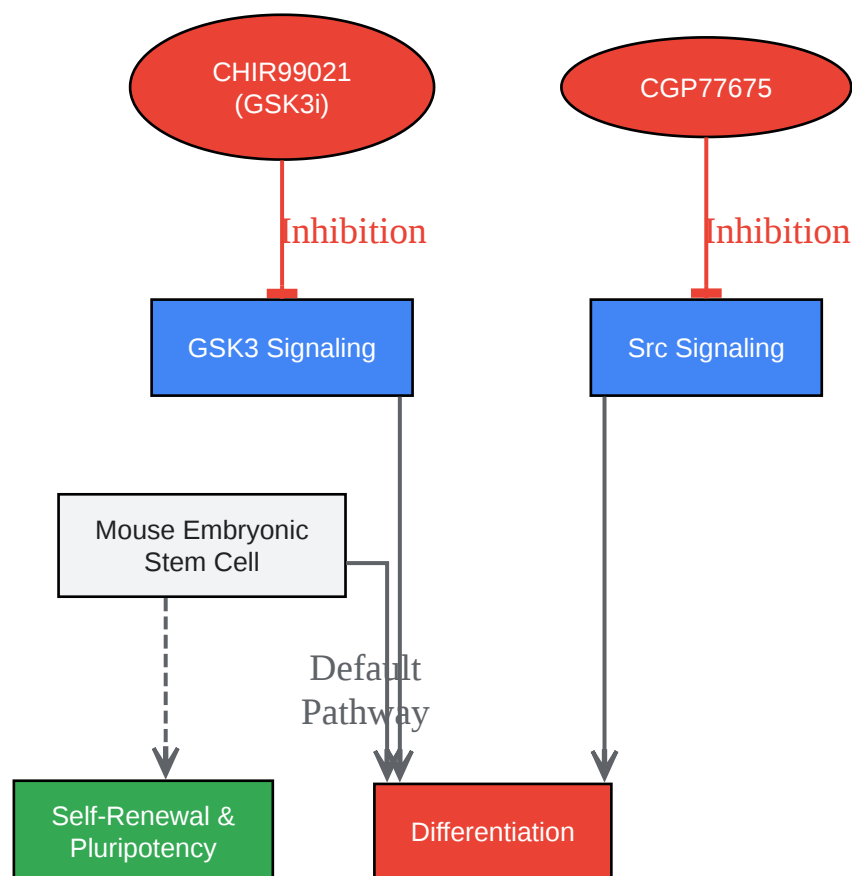 CHIR99021
(GSK3i)
CGP77675
Inhibition
Inhibition
GSK3 Signaling
Src Signaling
Mouse Embryonic
Stem Cell
Default
Pathway
Self-Renewal &
Pluripotency
Differentiation